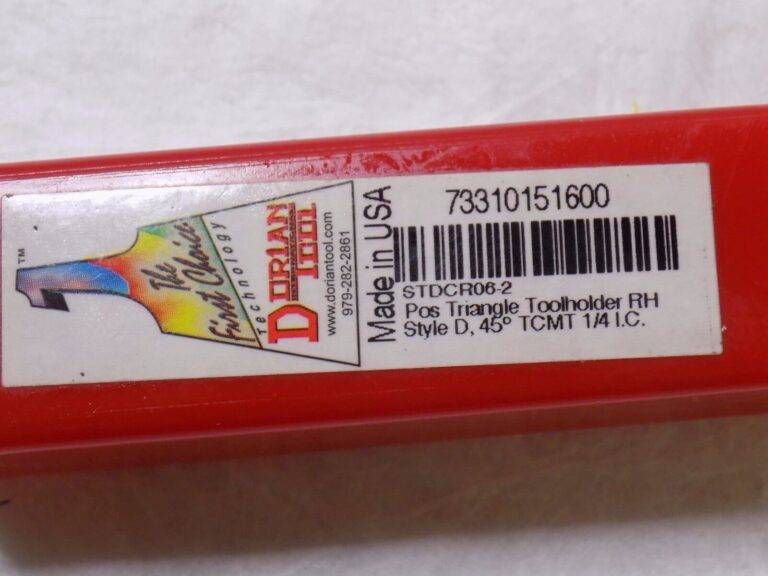 TM
The
First Choice
Technology
DORIAN
TOOL
www.doriantool.com
979-282-2861
Made in USA
73310151600
STDCR06-2
Pos Triangle Toolholder RH
Style D, 45º TCMT 1/4 I.C.